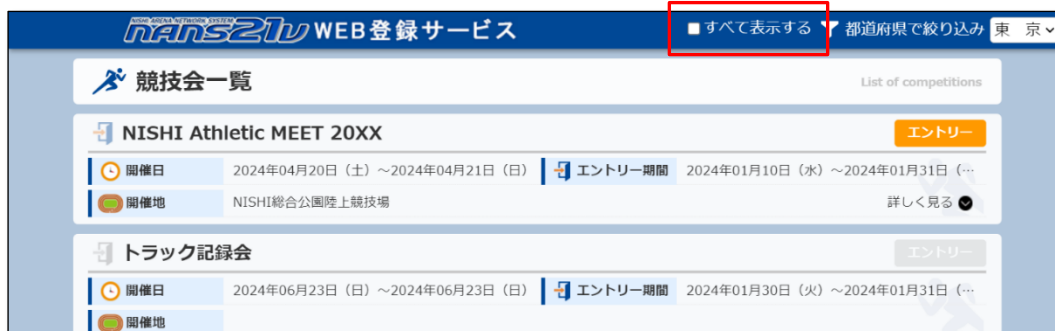 NISHI ARENA NETWORK SYSTEM
NANS21V WEB登録サービス
すべて表示する
都道府県で絞り込み
東 京
競技会一覧
List of competitions
NISHI Athletic MEET 20XX
エントリー
開催日
2024年04月20日（土）～2024年04月21日（日）
エントリー期間
2024年01月10日（水）～2024年01月31日（…
開催地
NISHI総合公園陸上競技場
詳しく見る
トラック記録会
エントリー
開催日
2024年06月23日（日）～2024年06月23日（日）
エントリー期間
2024年01月30日（火）～2024年01月31日（…
開催地